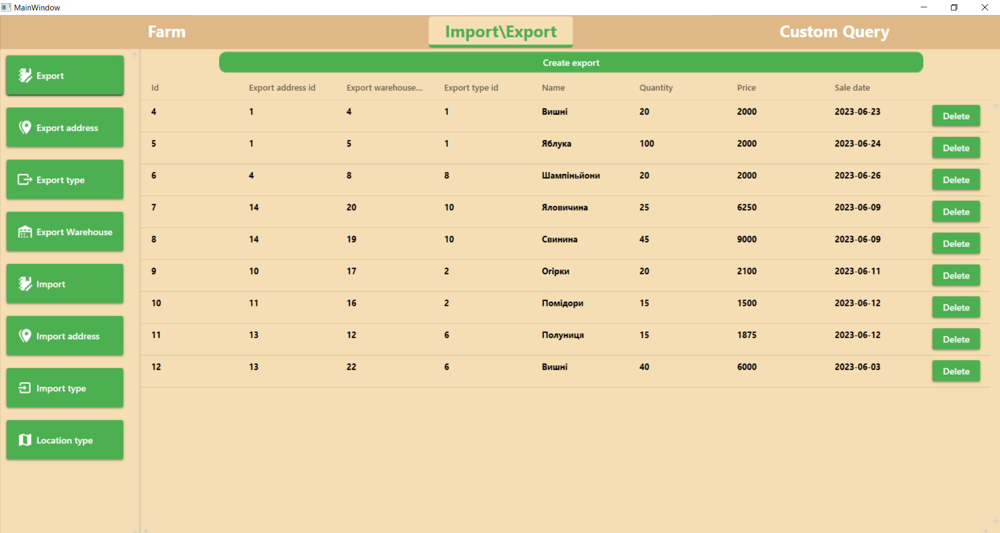 MainWindow
Farm Import\Export Custom Query
Export
Export address
Export type
Export Warehouse
Import
Import address
Import type
Location type
Create export
Id Export address id Export warehouse... Export type id Name Quantity Price Sale date
4 1 4 1 Вишні 20 2000 2023-06-23 Delete
5 1 5 1 Яблука 100 2000 2023-06-24 Delete
6 4 8 8 Шампіньйони 20 2000 2023-06-26 Delete
7 14 20 10 Яловичина 25 6250 2023-06-09 Delete
8 14 19 10 Свинина 45 9000 2023-06-09 Delete
9 10 17 2 Огірки 20 2100 2023-06-11 Delete
10 11 16 2 Помідори 15 1500 2023-06-12 Delete
11 13 12 6 Полуниця 15 1875 2023-06-12 Delete
12 13 22 6 Вишні 40 6000 2023-06-03 Delete